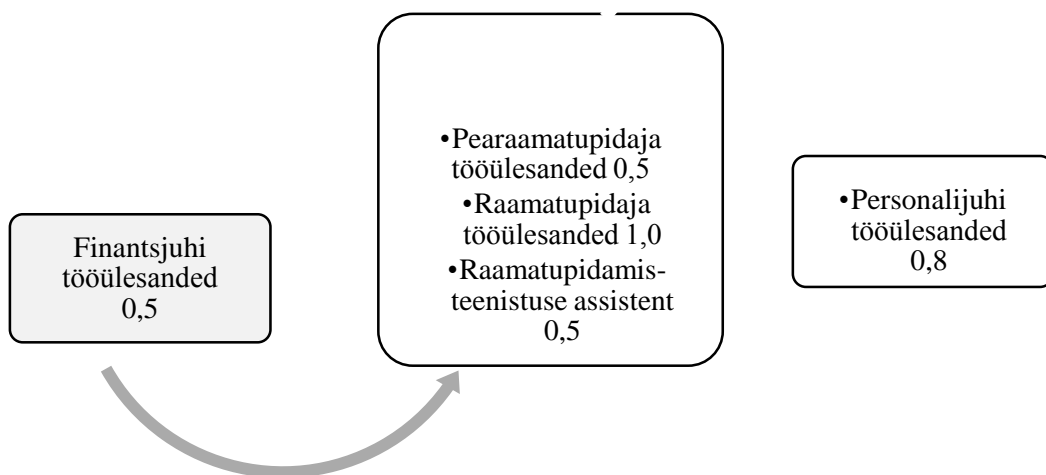 Finantsjuhi
tööülesanded
0,5
•Pearaamatupidaja
tööülesanded 0,5
•Raamatupidaja
tööülesanded 1,0
•Raamatupidamis-
teenistuse assistent
0,5
•Personalijuhi
tööülesanded
0,8